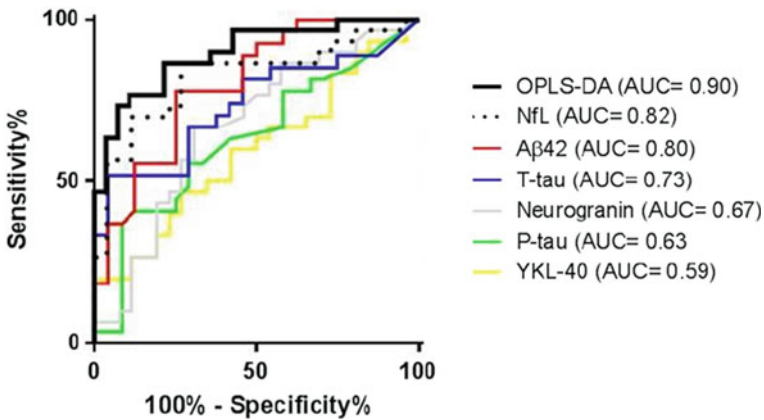 100
50
0
Sensitivity%
0
50
100
100% - Specificity%
OPLS-DA (AUC= 0.90)
NfL (AUC= 0.82)
Aβ42 (AUC= 0.80)
T-tau (AUC= 0.73)
Neurogranin (AUC= 0.67)
P-tau (AUC= 0.63
YKL-40 (AUC= 0.59)